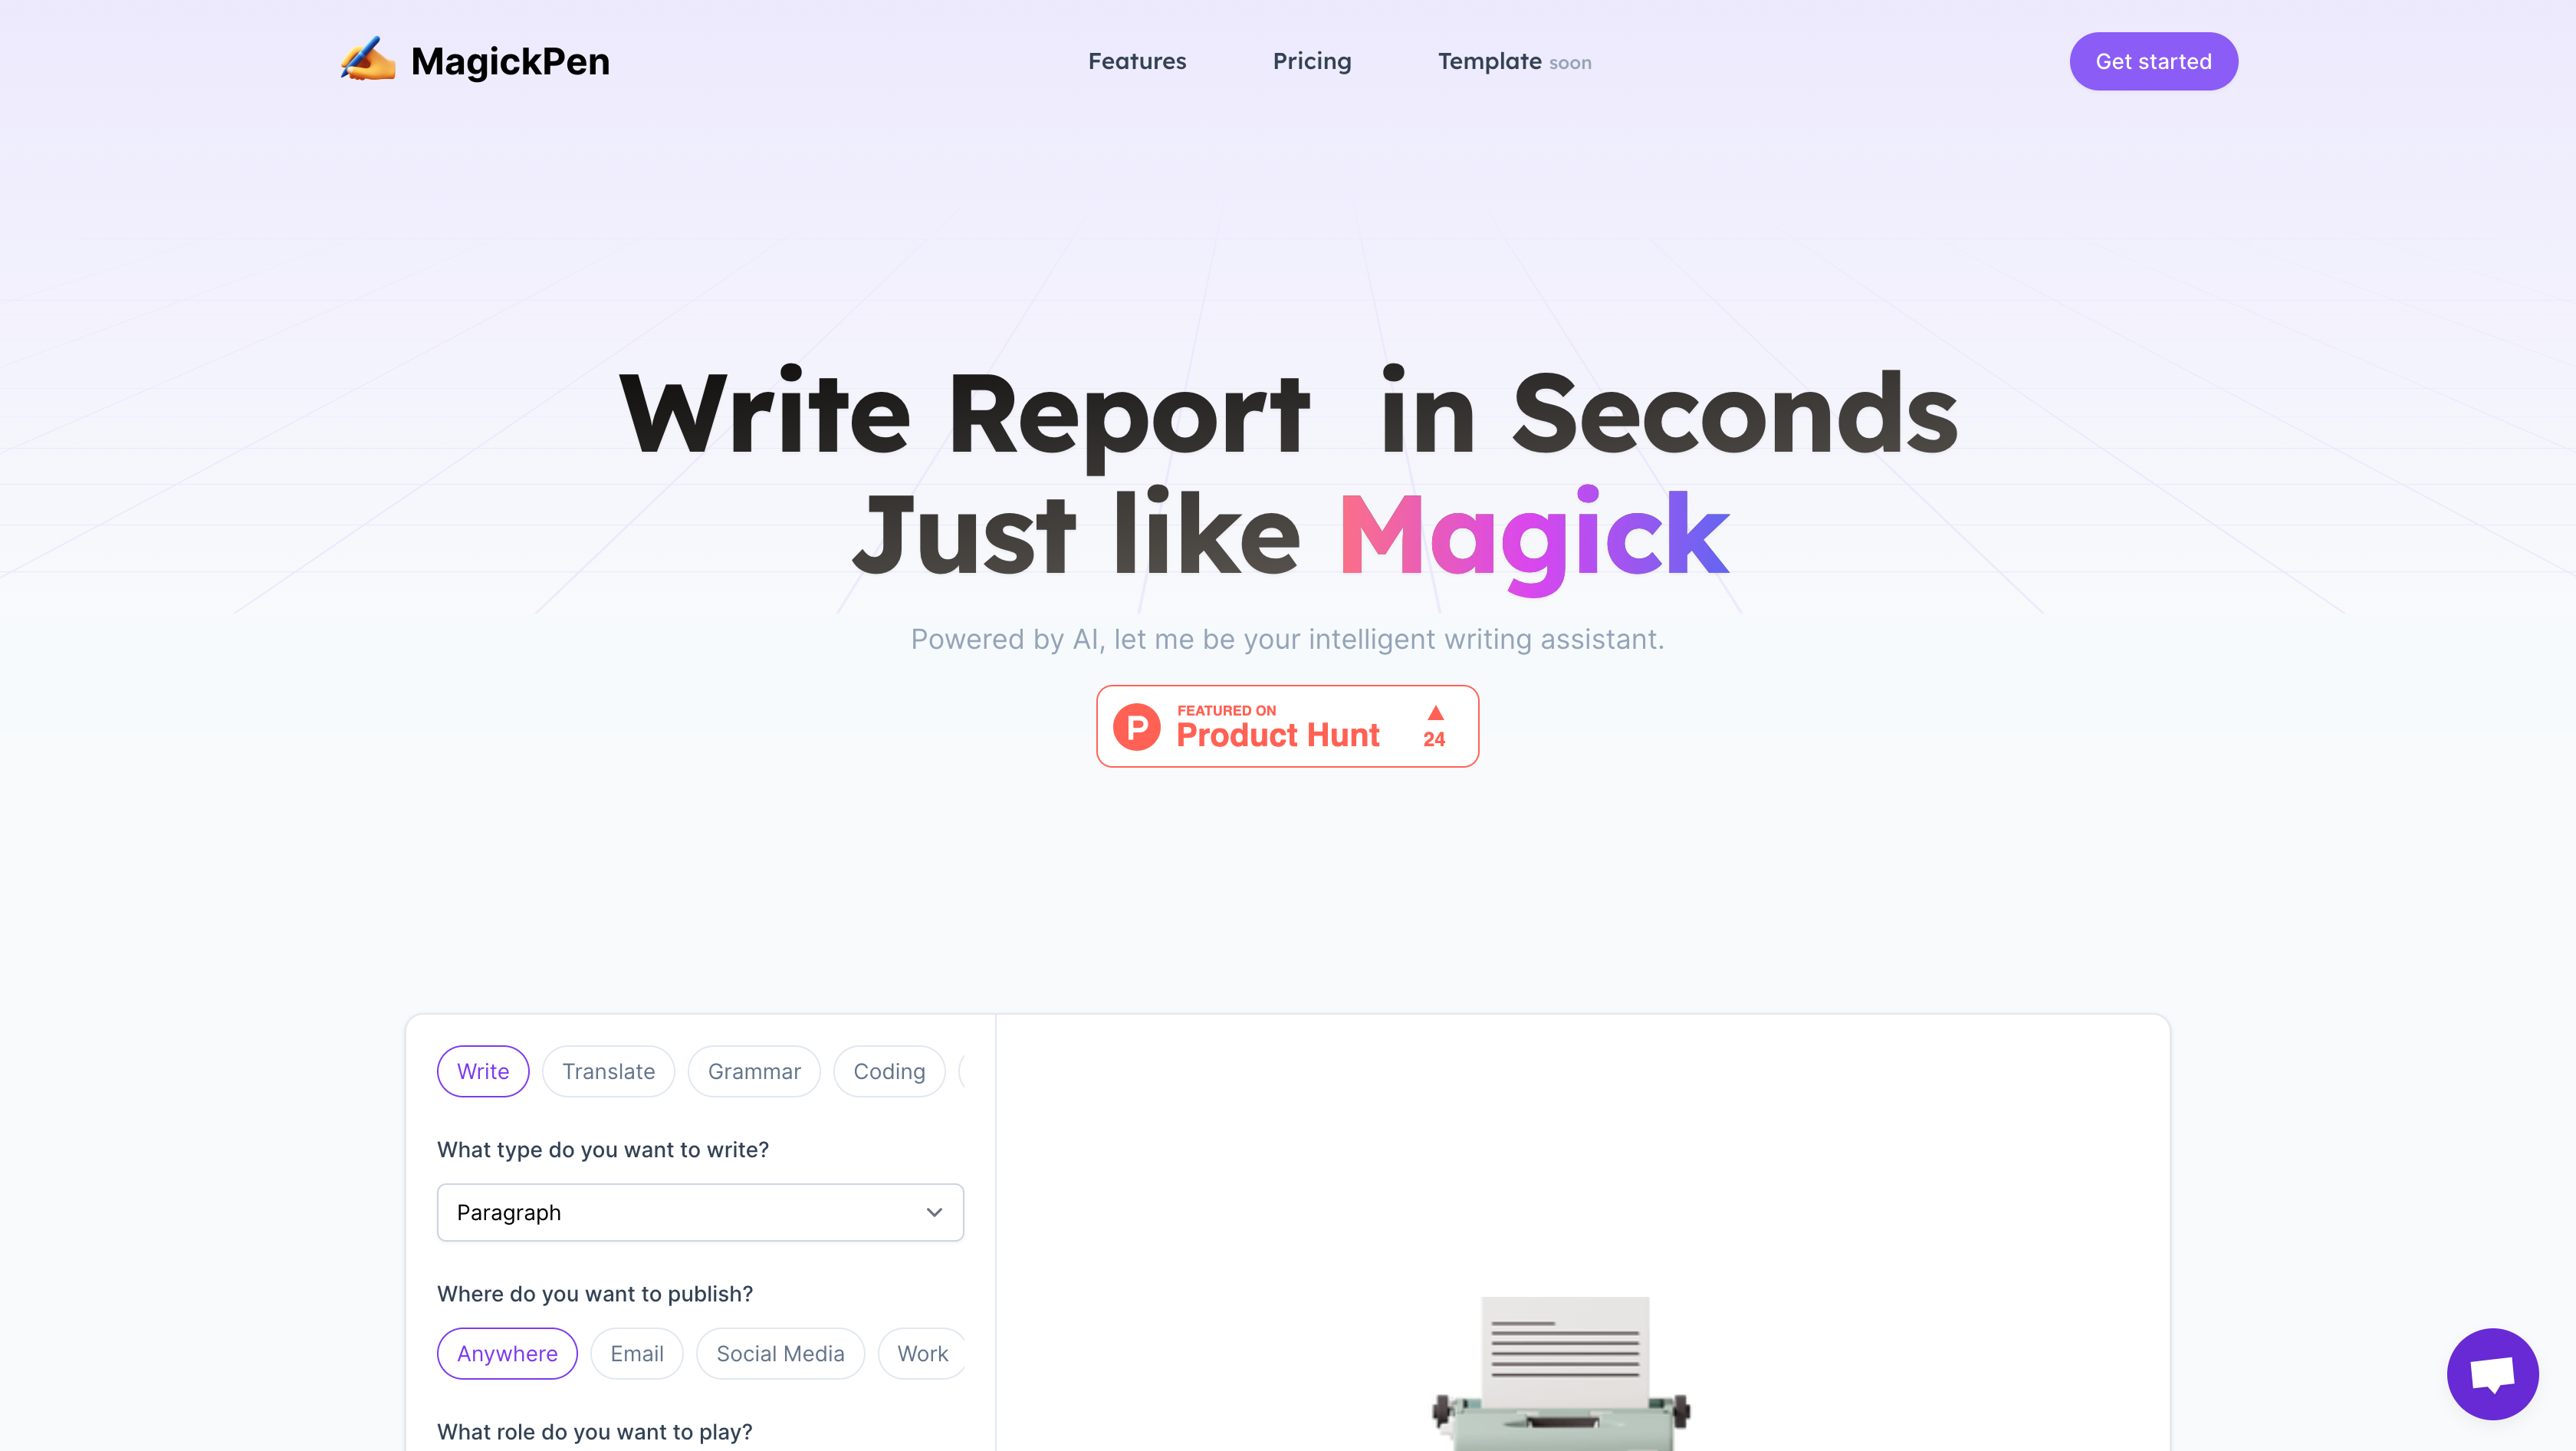 MagickPen
Features
Pricing
Template soon
Get started
Write Report in Seconds
Just like Magick
Powered by AI, let me be your intelligent writing assistant.
P
FEATURED ON
Product Hunt
24
Write
Translate
Grammar
Coding
What type do you want to write?
Paragraph
Where do you want to publish?
Anywhere
Email
Social Media
Work
What role do you want to play?